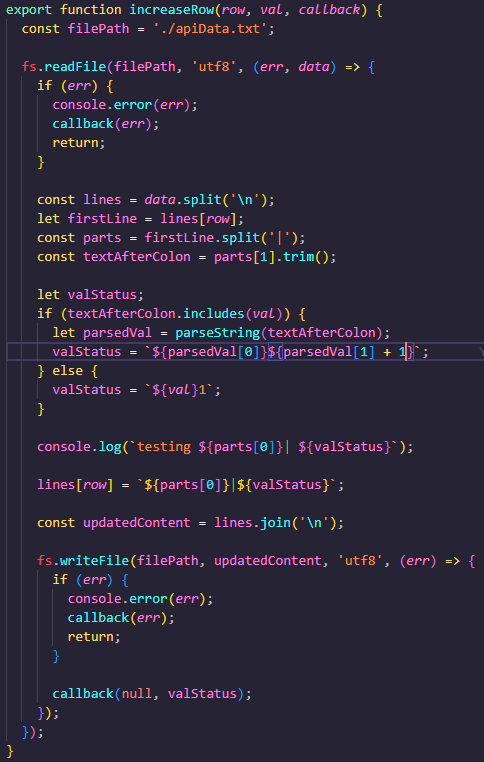 export function increaseRow(row, val, callback) {
  const filePath = './apiData.txt';

  fs.readFile(filePath, 'utf8', (err, data) => {
    if (err) {
      console.error(err);
      callback(err);
      return;
    }

    const lines = data.split('\n');
    let firstLine = lines[row];
    const parts = firstLine.split('|');
    const textAfterColon = parts[1].trim();

    let valStatus;
    if (textAfterColon.includes(val)) {
      let parsedVal = parseString(textAfterColon);
      valStatus = `${parsedVal[0]}${parsedVal[1] + 1}`;
    } else {
      valStatus = `${val}1`;
    }

    console.log(`testing ${parts[0]}| ${valStatus}`);

    lines[row] = `${parts[0]}|${valStatus}`;

    const updatedContent = lines.join('\n');

    fs.writeFile(filePath, updatedContent, 'utf8', (err) => {
      if (err) {
        console.error(err);
        callback(err);
        return;
      }

      callback(null, valStatus);
    });
  });
}